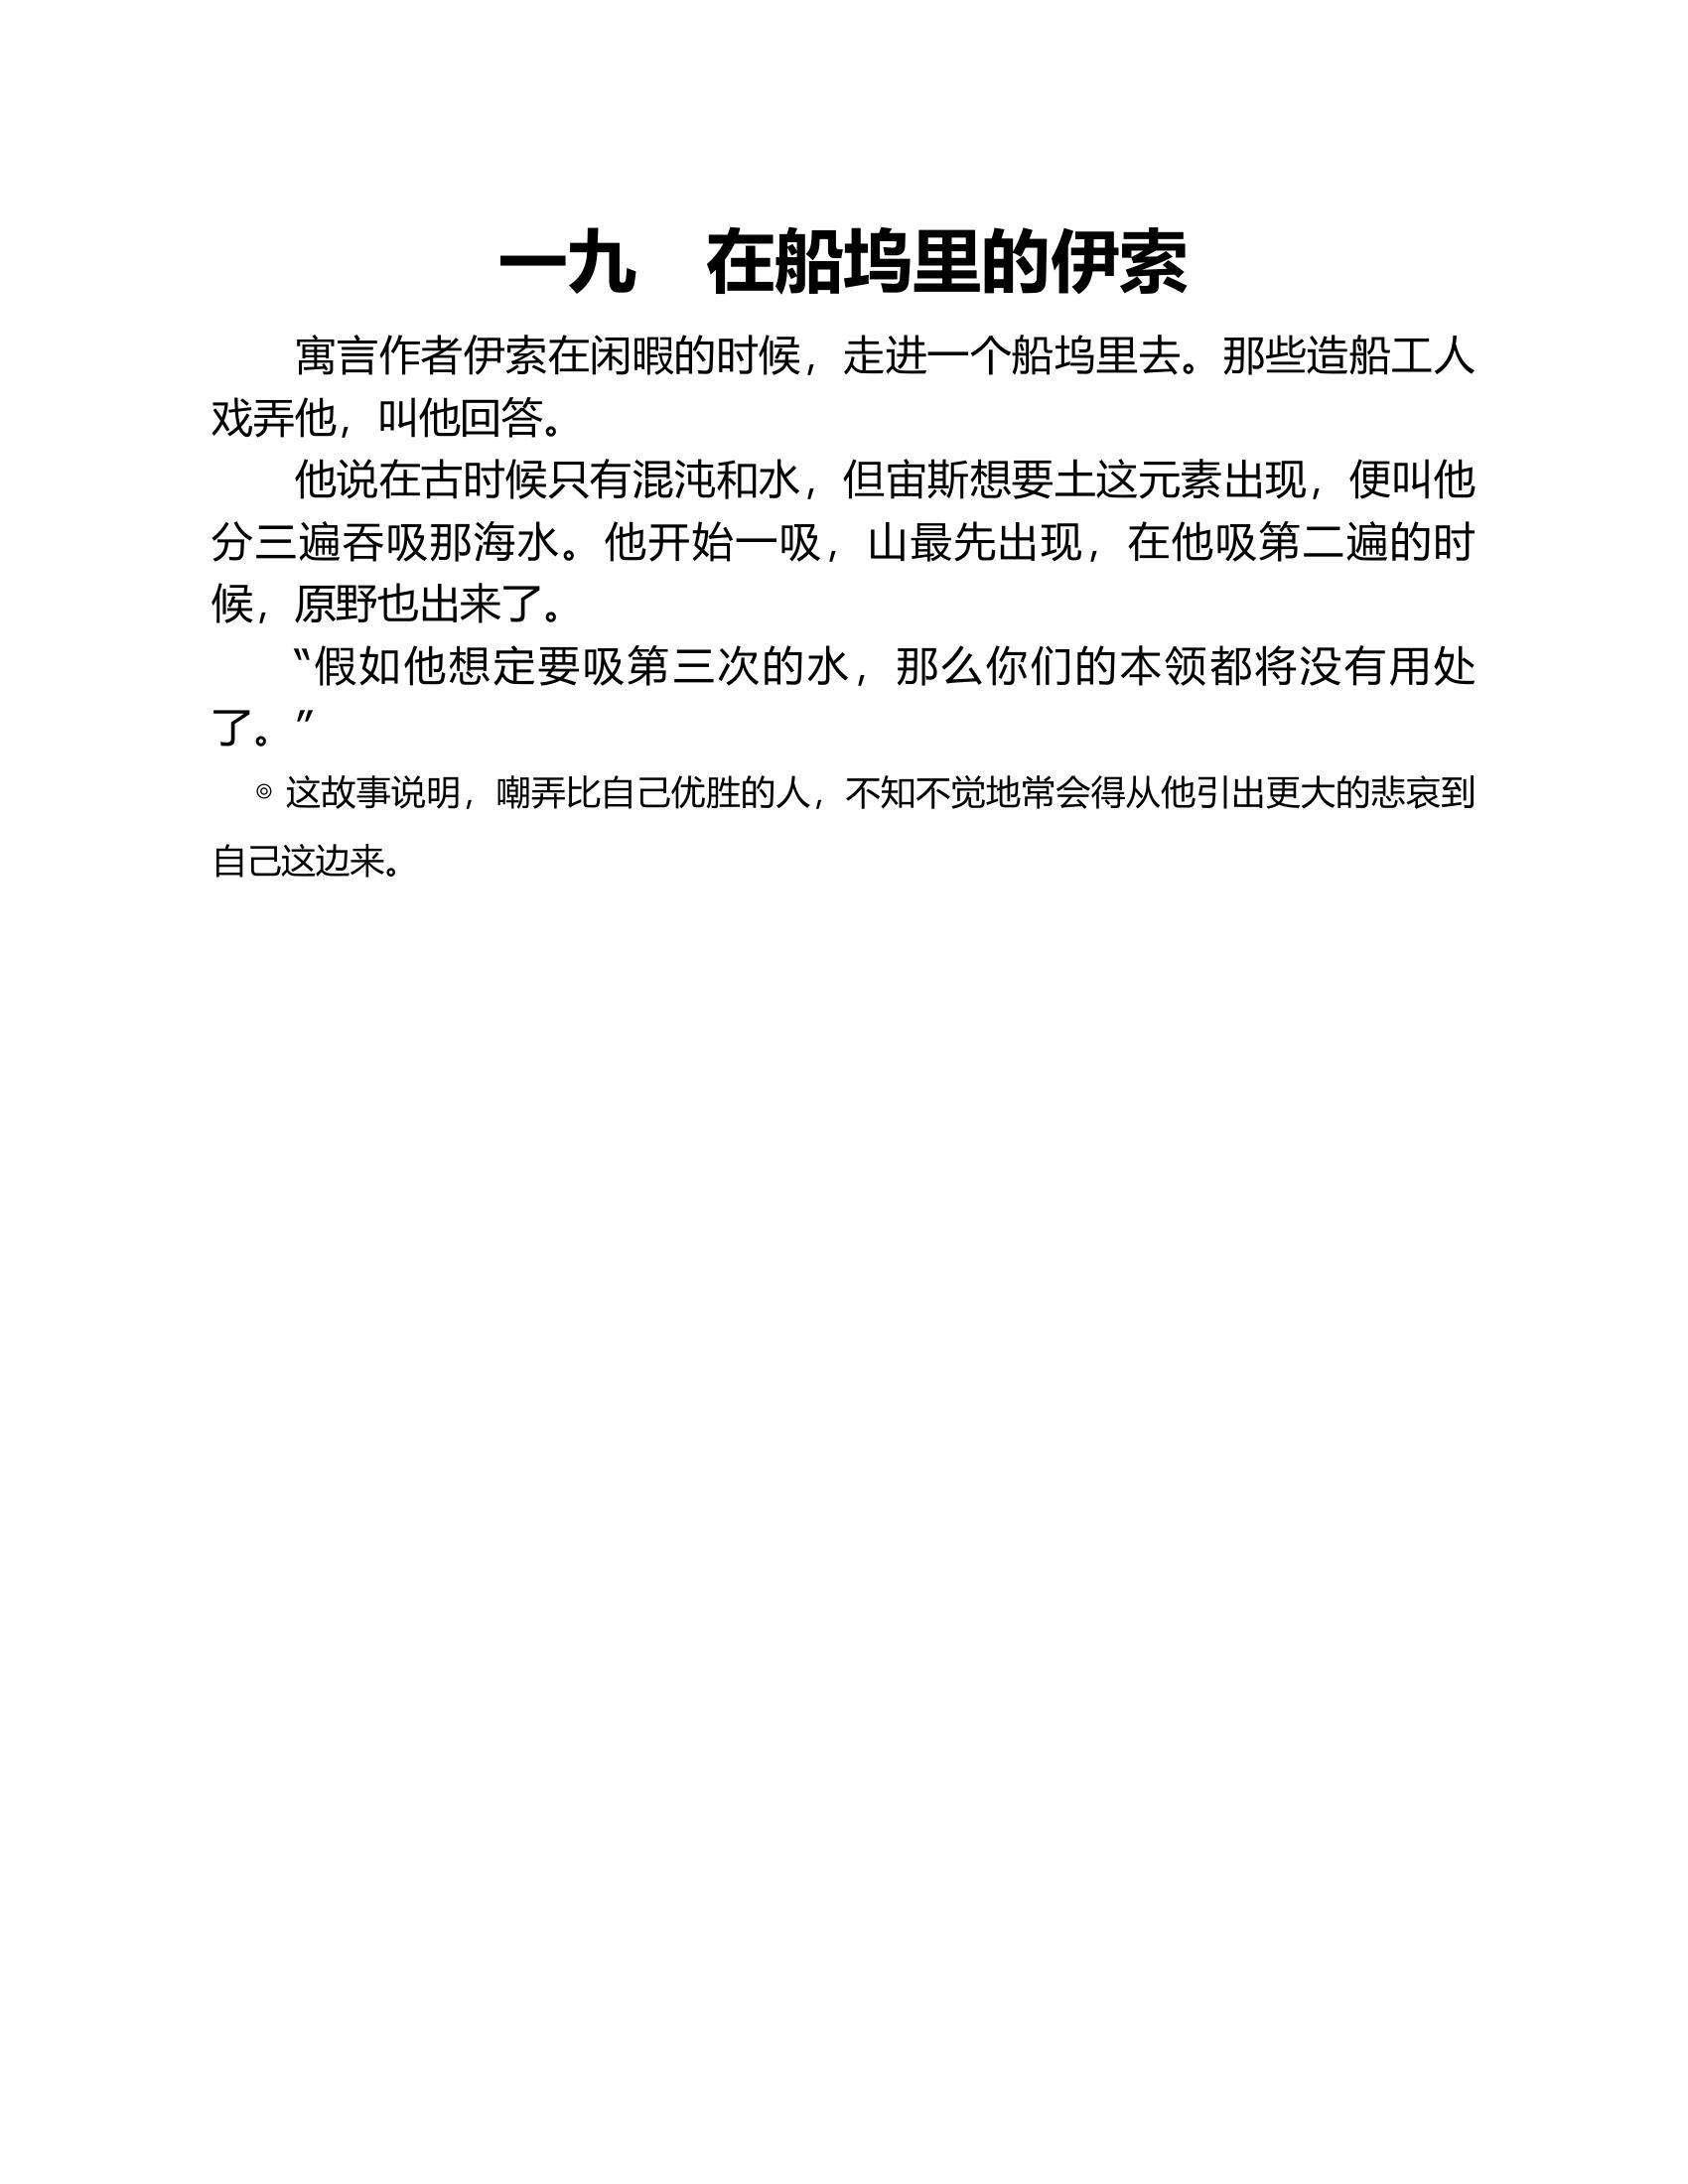 一九　在船坞里的伊索
寓言作者伊索在闲暇的时候，走进一个船坞里去。那些造船工人
戏弄他，叫他回答。
他说在古时候只有混沌和水，但宙斯想要土这元素出现，便叫他
分三遍吞吸那海水。他开始一吸，山最先出现，在他吸第二遍的时
候，原野也出来了。
“假如他想定要吸第三次的水，那么你们的本领都将没有用处
了。”
◎ 这故事说明，嘲弄比自己优胜的人，不知不觉地常会得从他引出更大的悲哀到
自己这边来。